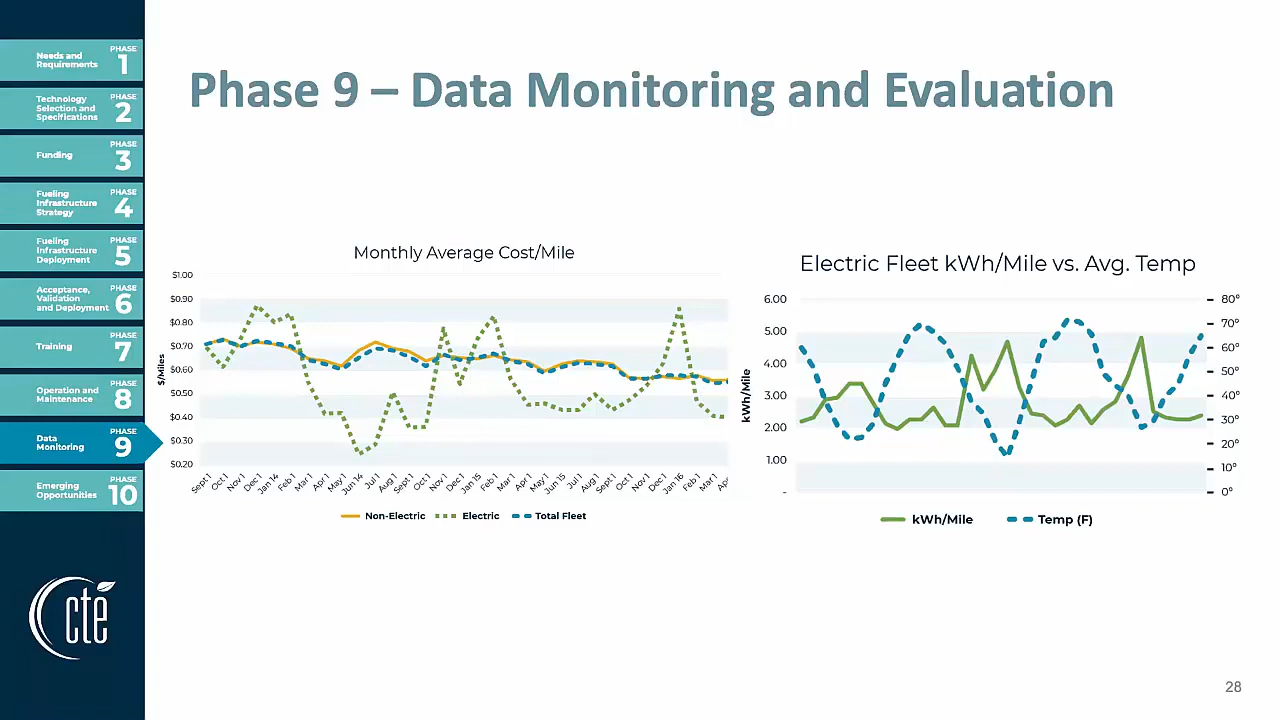 Needs and
Requirements
PHASE
1
Technology
Selection and
Specifications
PHASE
2
Funding
PHASE
3
Fueling
Infrastructure
Strategy
PHASE
4
Fueling
Infrastructure
Deployment
PHASE
5
Acceptance,
Validation
and Deployment
PHASE
6
Training
PHASE
7
Operation and
Maintenance
PHASE
8
Data
Monitoring
PHASE
9
Emerging
Opportunities
PHASE
10
cte
Phase 9 – Data Monitoring and Evaluation
Monthly Average Cost/Mile
$/Miles
$1.00
$0.90
$0.80
$0.70
$0.60
$0.50
$0.40
$0.30
$0.20
Sept 1 Oct 1 Nov 1 Dec 1 Jan 14 Feb 1 Mar 1 Apr 1 May 1 Jun 14 Jul 1 Aug 1 Sept 1 Oct 1 Nov 1 Dec 1 Jan 15 Feb 1 Mar 1 Apr 1 May 1 Jun 15 Jul 1 Aug 1 Sept 1 Oct 1 Nov 1 Dec 1 Jan 16 Feb 1 Mar 1 Apr
Non-Electric Electric Total Fleet
Electric Fleet kWh/Mile vs. Avg. Temp
kWh/Mile
6.00
5.00
4.00
3.00
2.00
1.00
-
80°
70°
60°
50°
40°
30°
20°
10°
0°
kWh/Mile Temp (F)
28